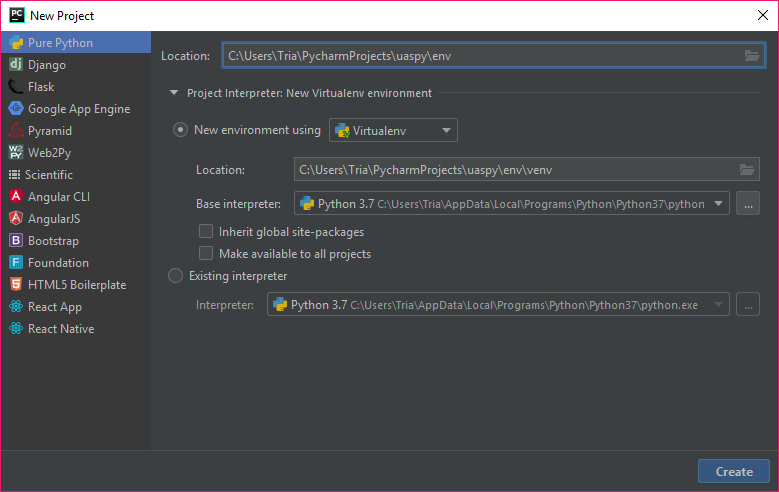 New Project
Pure Python
Django
Flask
Google App Engine
Pyramid
Web2Py
Scientific
Angular CLI
AngularJS
Bootstrap
Foundation
HTML5 Boilerplate
React App
React Native
Location: C:\Users\Tria\PycharmProjects\uaspy\env
Project Interpreter: New Virtualenv environment
New environment using Virtualenv
Location: C:\Users\Tria\PycharmProjects\uaspy\env\venv
Base interpreter: Python 3.7 C:\Users\Tria\AppData\Local\Programs\Python\Python37\python ...
Inherit global site-packages
Make available to all projects
Existing interpreter
Interpreter: Python 3.7 C:\Users\Tria\AppData\Local\Programs\Python\Python37\python.exe ...
Create